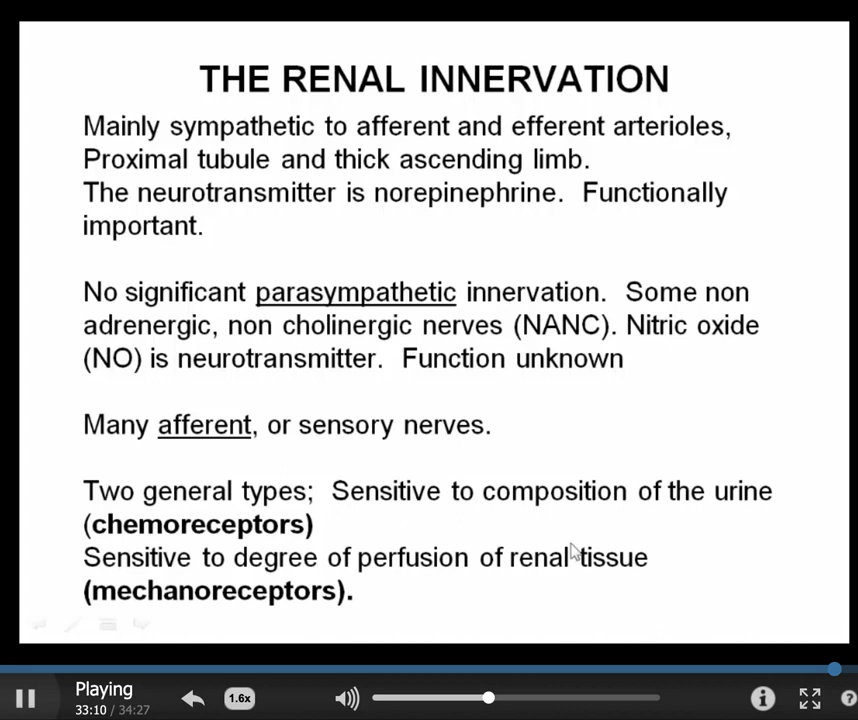 THE RENAL INNERVATION
Mainly sympathetic to afferent and efferent arterioles,
Proximal tubule and thick ascending limb.
The neurotransmitter is norepinephrine.  Functionally
important.
No significant parasympathetic innervation.  Some non
adrenergic, non cholinergic nerves (NANC). Nitric oxide
(NO) is neurotransmitter.  Function unknown
Many afferent, or sensory nerves.
Two general types;  Sensitive to composition of the urine
(chemoreceptors)
Sensitive to degree of perfusion of renal tissue
(mechanoreceptors).
Playing
33:10 / 34:27
1.6x